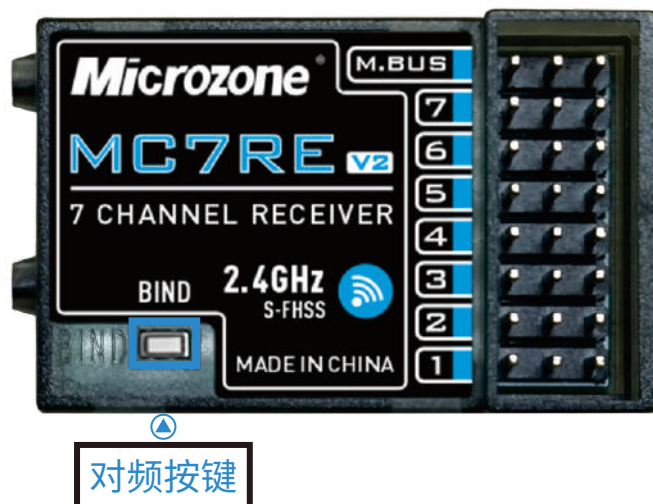 Microzone
M.BUS
7
MC7RE V2
6
7 CHANNEL RECEIVER
5
4
BIND
2.4GHz
S-FHSS
3
2
BIND
MADE IN CHINA
1
对频按键